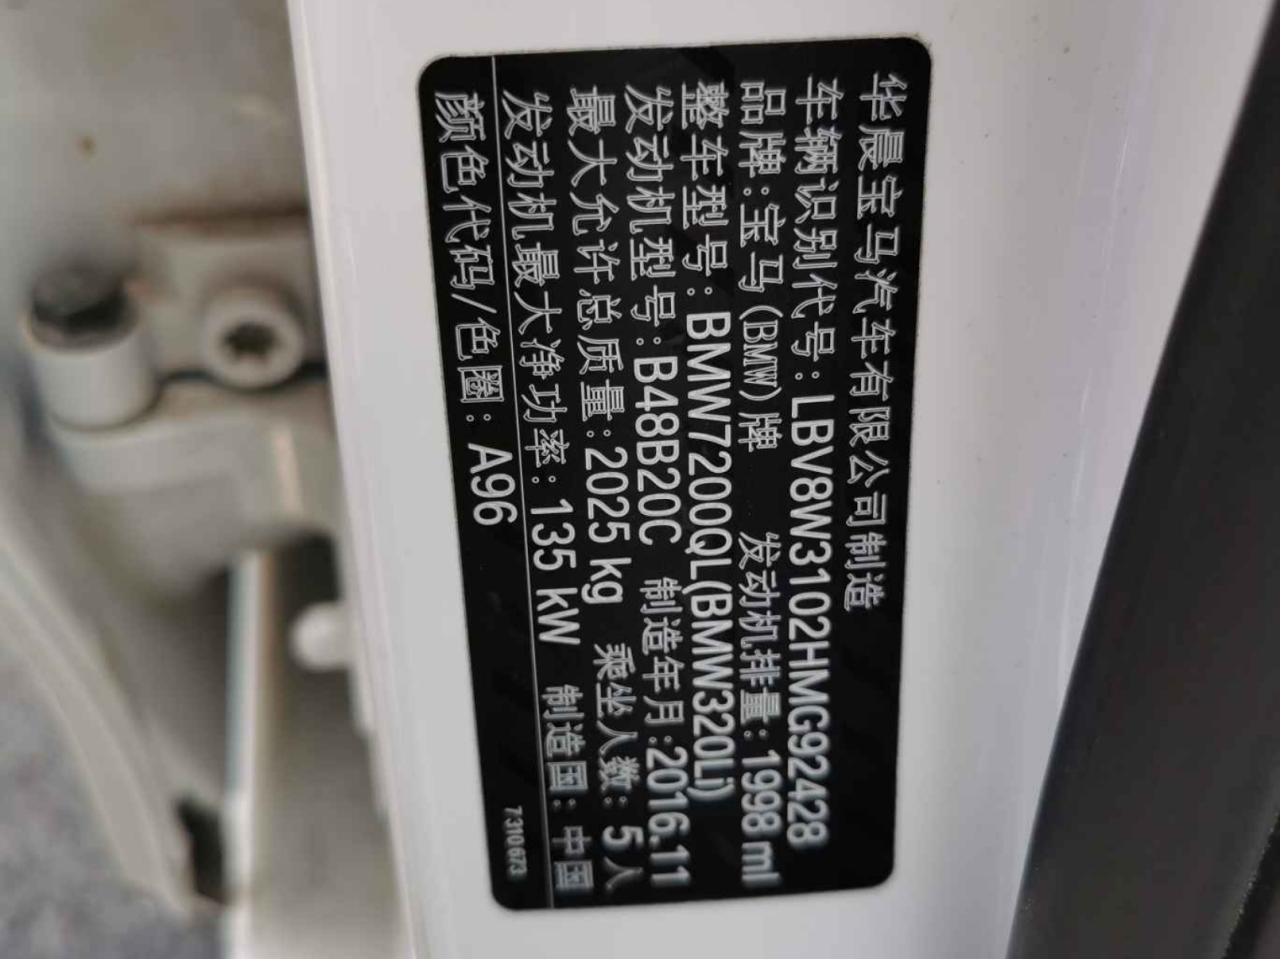 华晨宝马汽车有限公司制造
车辆识别代号:LBV8W3102HMG92428
品牌:宝马(BMW)牌 发动机排量:1998 ml
整车型号:BMW7200QL(BMW320Li)
发动机型号:B48B20C 制造年月:2016.11
最大允许总质量:2025 kg 乘坐人数:5人
发动机最大净功率:135 kW 制造国:中国
颜色代码/色圈:A96 7310673